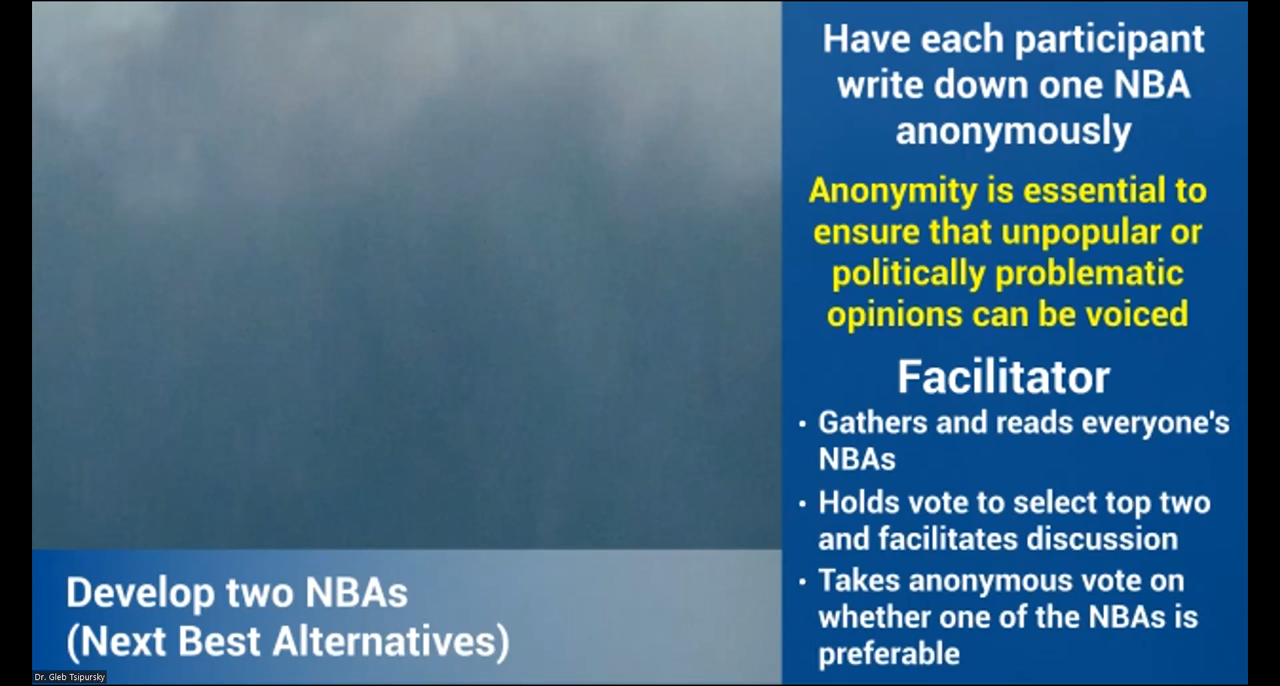 Have each participant
write down one NBA
anonymously
Anonymity is essential to
ensure that unpopular or
politically problematic
opinions can be voiced
Facilitator
· Gathers and reads everyone's
NBAs
· Holds vote to select top two
and facilitates discussion
· Takes anonymous vote on
whether one of the NBAs is
preferable
Develop two NBAs
(Next Best Alternatives)
Dr. Gleb Tsipursky